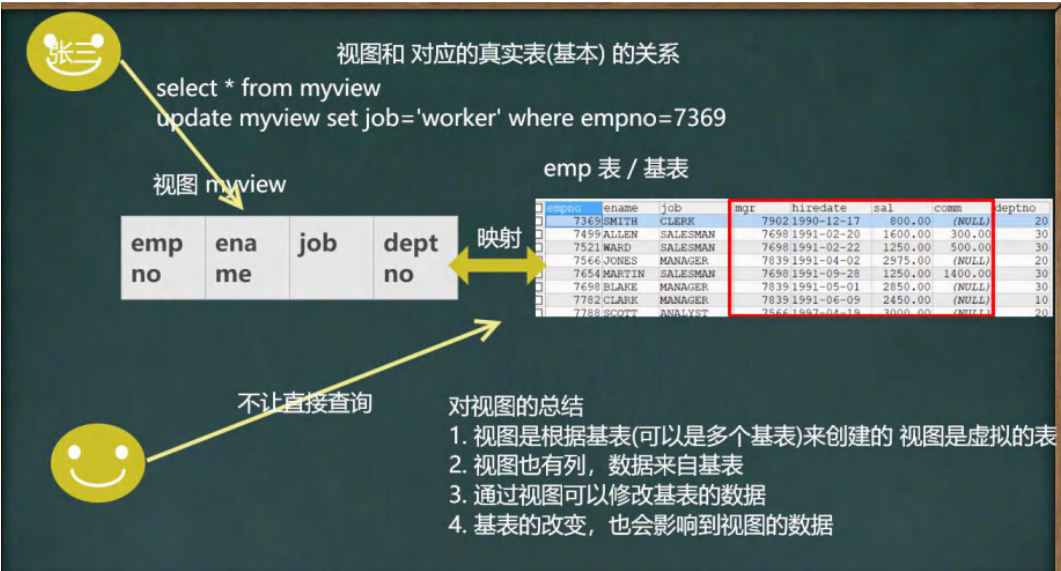 张三
视图和 对应的真实表(基本) 的关系
select * from myview
update myview set job='worker' where empno=7369
emp 表 / 基表
视图 myview
empno ename job mgr hiredate sal comm deptno
7369 SMITH CLERK 7902 1990-12-17 800.00 (NULL) 20
7499 ALLEN SALESMAN 7698 1991-02-20 1600.00 300.00 30
7521 WARD SALESMAN 7698 1991-02-22 1250.00 500.00 30
7566 JONES MANAGER 7839 1991-04-02 2975.00 (NULL) 20
7654 MARTIN SALESMAN 7698 1991-09-28 1250.00 1400.00 30
7698 BLAKE MANAGER 7839 1991-05-01 2850.00 (NULL) 30
7782 CLARK MANAGER 7839 1991-06-09 2450.00 (NULL) 10
7788 SCOTT ANALYST 7566 1997-04-19 3000.00 (NULL) 20
emp ena job dept
no me no
映射
不让直接查询
对视图的总结
1. 视图是根据基表(可以是多个基表)来创建的 视图是虚拟的表
2. 视图也有列，数据来自基表
3. 通过视图可以修改基表的数据
4. 基表的改变，也会影响到视图的数据